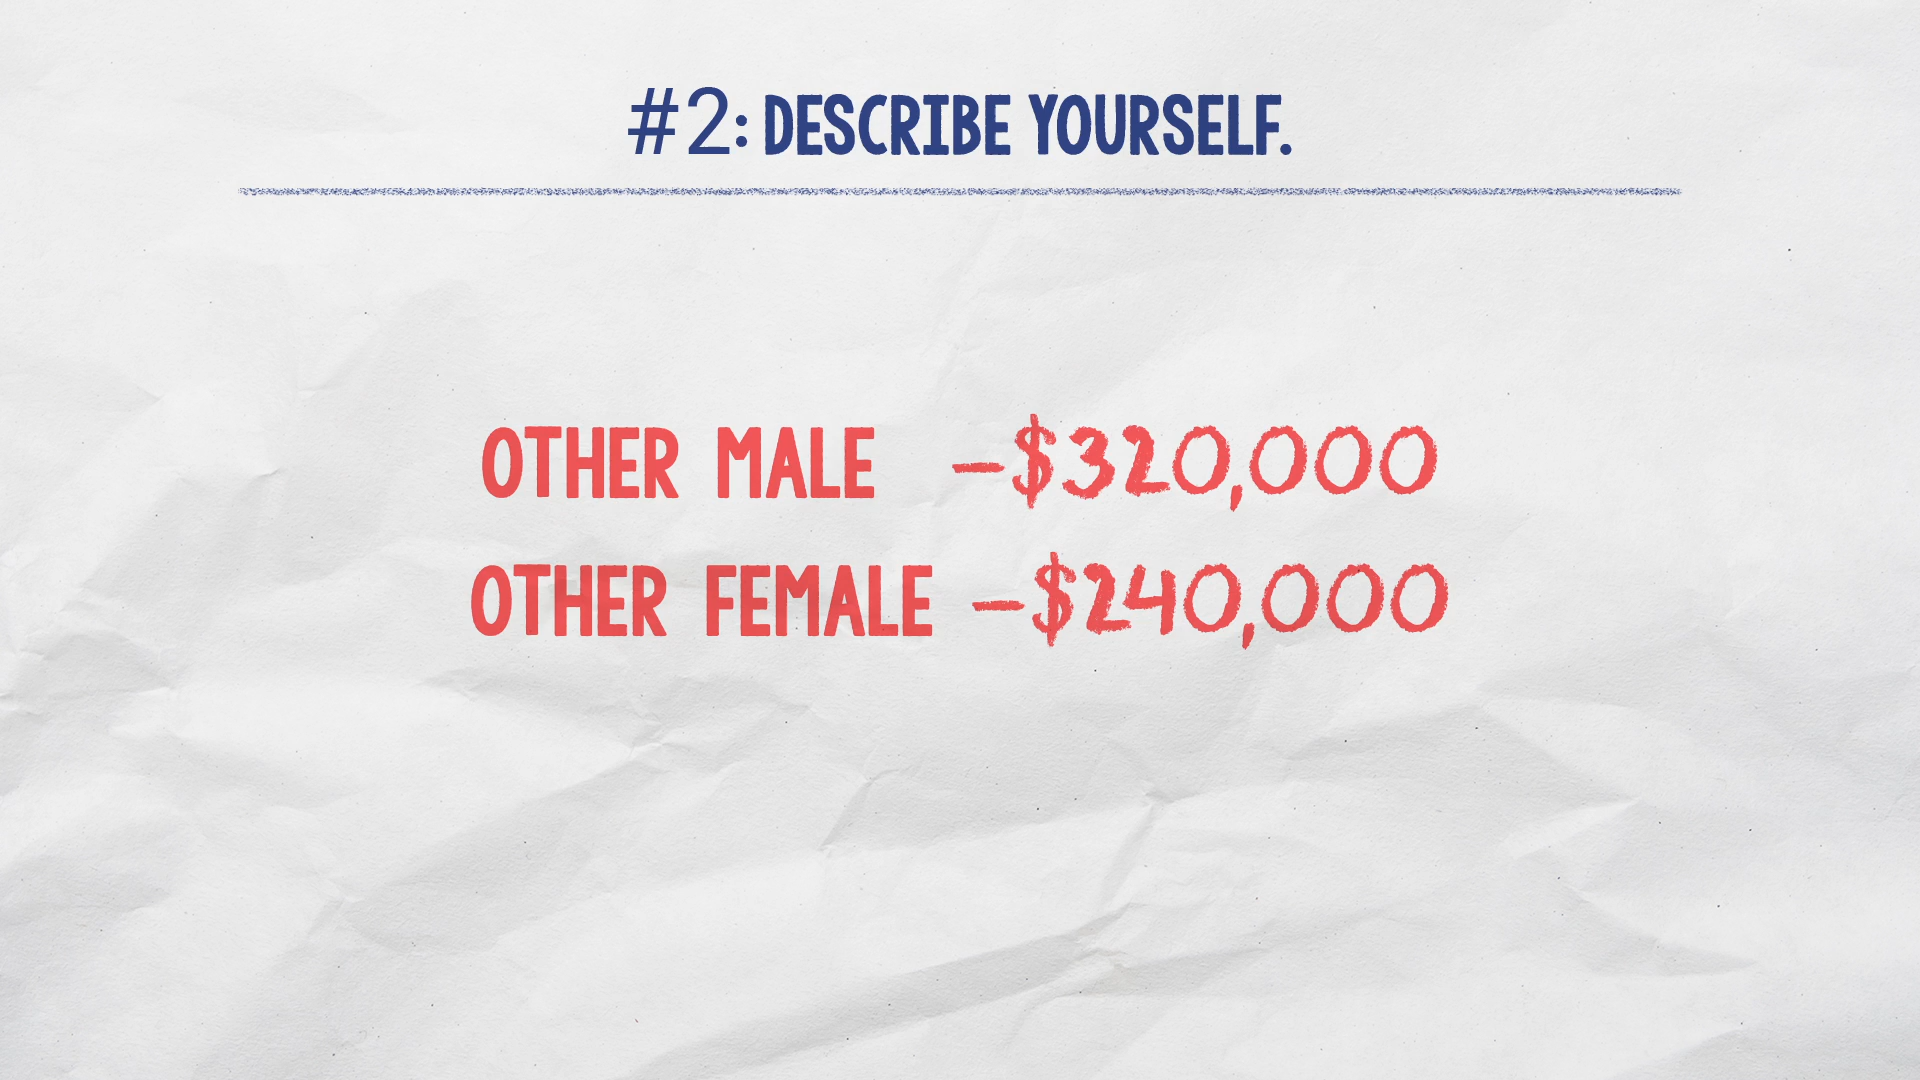 #2: DESCRIBE YOURSELF.
OTHER MALE –$320,000
OTHER FEMALE –$240,000